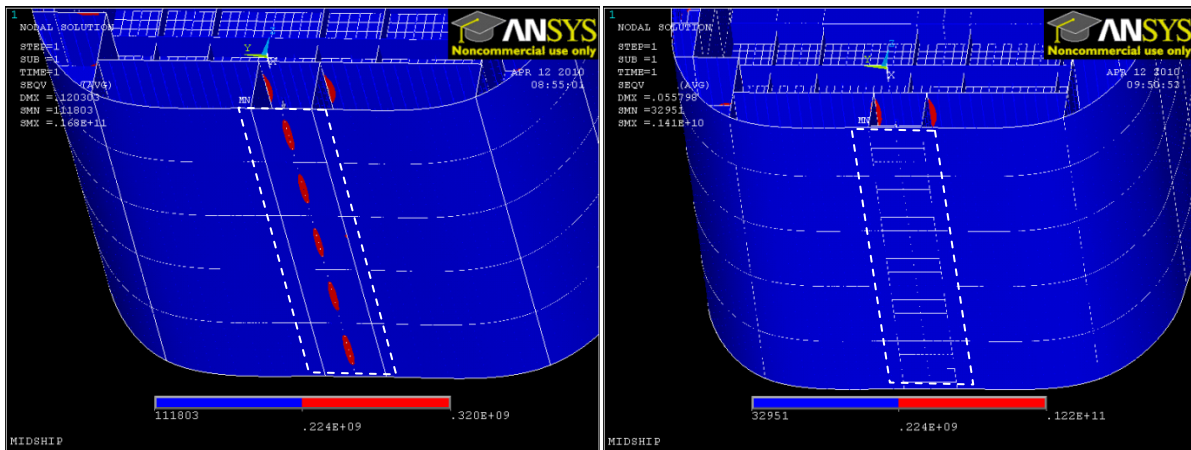 1
NODAL SOLUTION
STEP=1
SUB =1
TIME=1
SEQV (AVG)
DMX =.120303
SMN =111803
SMX =.168E+11
ANSYS
Noncommercial use only
APR 12 2010
08:55:01
Y
X
MN
111803
.224E+09
.320E+09
MIDSHIP
1
NODAL SOLUTION
STEP=1
SUB =1
TIME=1
SEQV (AVG)
DMX =.055798
SMN =32951
SMX =.141E+10
ANSYS
Noncommercial use only
APR 12 2010
09:50:53
X
MN
32951
.224E+09
.122E+11
MIDSHIP